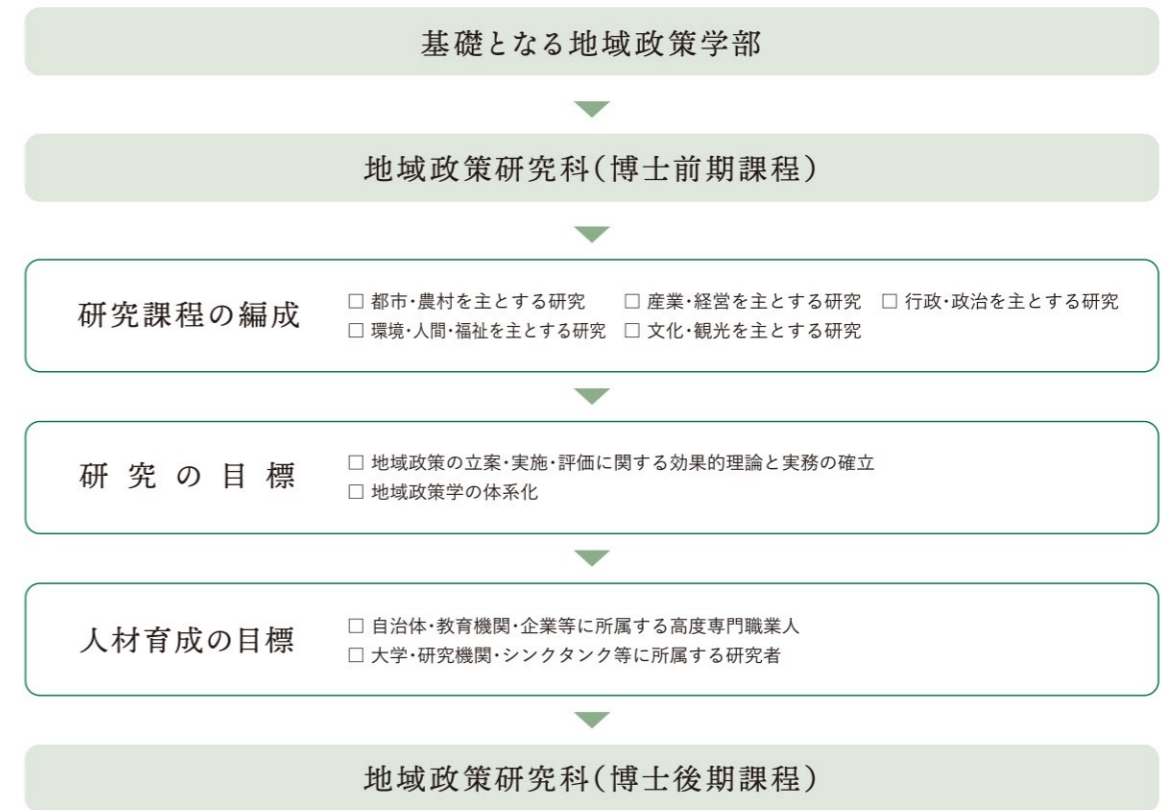 基礎となる地域政策学部
地域政策研究科(博士前期課程)
研究課程の編成
□ 都市・農村を主とする研究 □ 産業・経営を主とする研究 □ 行政・政治を主とする研究
□ 環境・人間・福祉を主とする研究 □ 文化・観光を主とする研究
研究の目標
□ 地域政策の立案・実施・評価に関する効果的理論と実務の確立
□ 地域政策学の体系化
人材育成の目標
□ 自治体・教育機関・企業等に所属する高度専門職業人
□ 大学・研究機関・シンクタンク等に所属する研究者
地域政策研究科(博士後期課程)